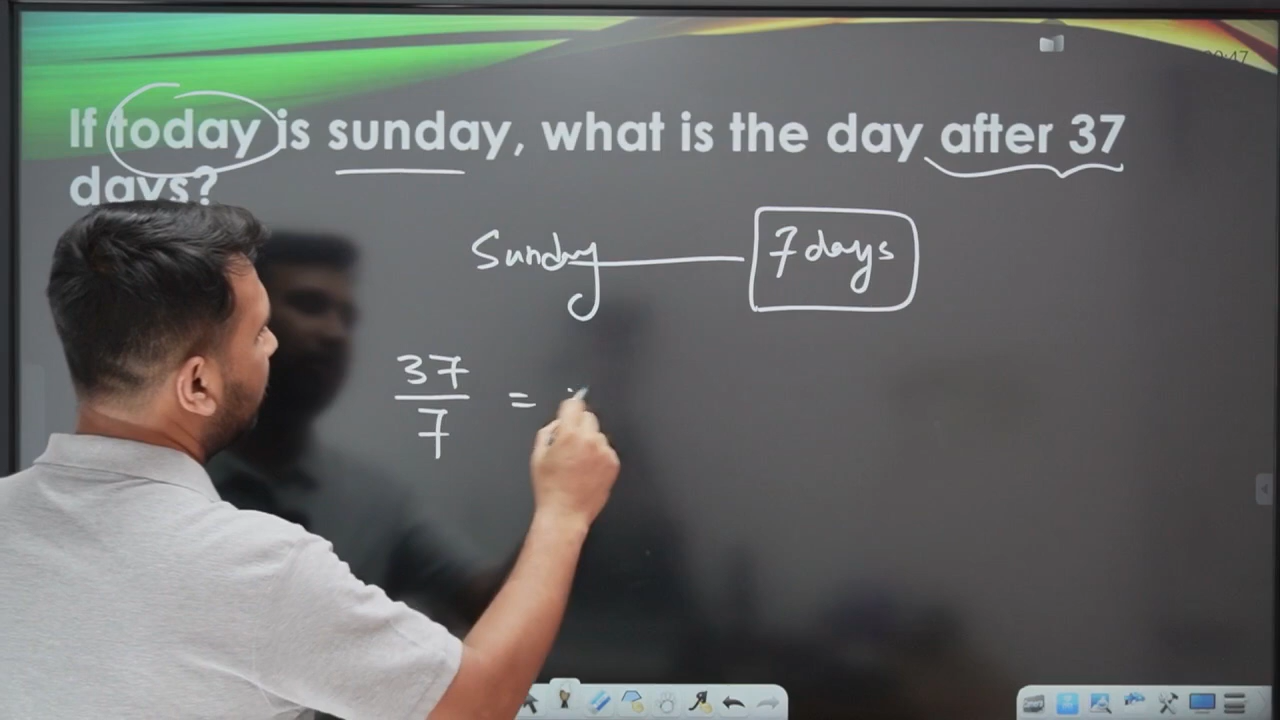 If today is sunday, what is the day after 37
days?
Sunday 7 days
37
7
=